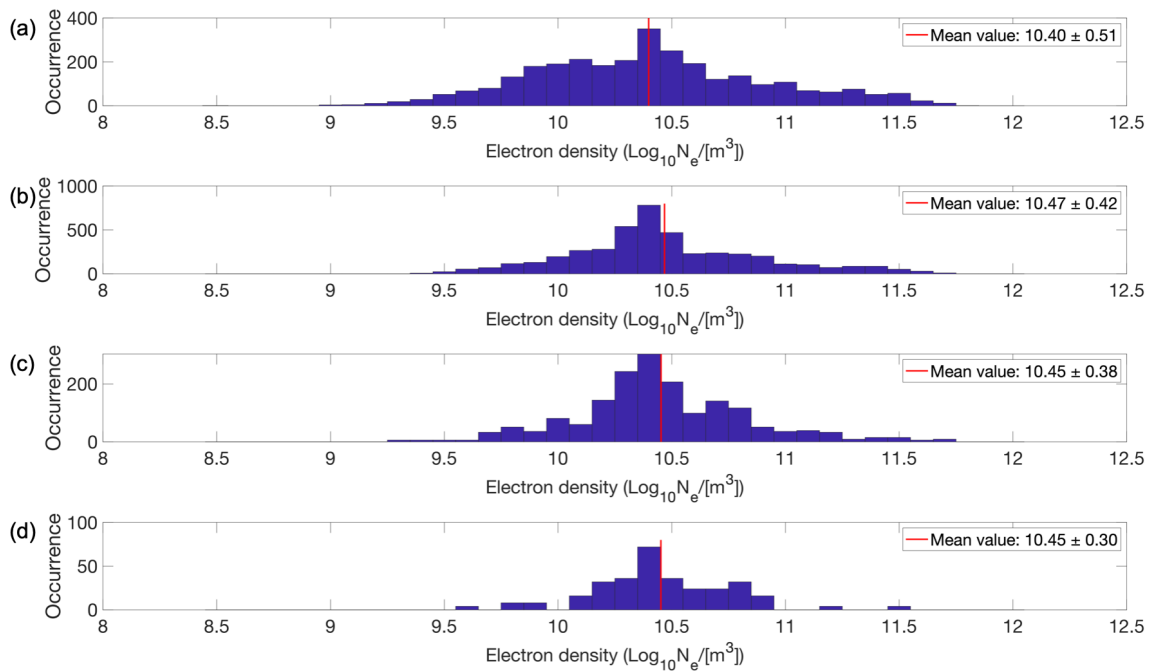 (a)
400
200
0
Occurrence
Mean value: 10.40 ± 0.51
8 8.5 9 9.5 10 10.5 11 11.5 12 12.5
Electron density (Log10Ne/[m3])
(b)
1000
500
0
Occurrence
Mean value: 10.47 ± 0.42
8 8.5 9 9.5 10 10.5 11 11.5 12 12.5
Electron density (Log10Ne/[m3])
(c)
200
0
Occurrence
Mean value: 10.45 ± 0.38
8 8.5 9 9.5 10 10.5 11 11.5 12 12.5
Electron density (Log10Ne/[m3])
(d)
100
50
0
Occurrence
Mean value: 10.45 ± 0.30
8 8.5 9 9.5 10 10.5 11 11.5 12 12.5
Electron density (Log10Ne/[m3])